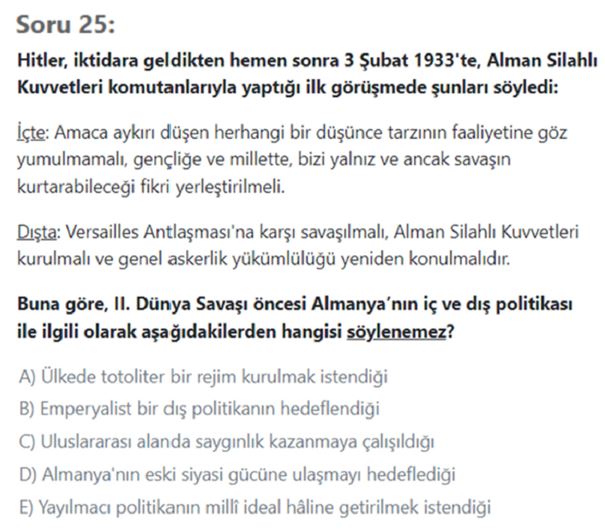 Soru 25:
Hitler, iktidara geldikten hemen sonra 3 Şubat 1933'te, Alman Silahlı
Kuvvetleri komutanlarıyla yaptığı ilk görüşmede şunları söyledi:
İçte: Amaca aykırı düşen herhangi bir düşünce tarzının faaliyetine göz
yumulmamalı, gençliğe ve millette, bizi yalnız ve ancak savaşın
kurtarabileceği fikri yerleştirilmeli.
Dışta: Versailles Antlaşması'na karşı savaşılmalı, Alman Silahlı Kuvvetleri
kurulmalı ve genel askerlik yükümlülüğü yeniden konulmalıdır.
Buna göre, II. Dünya Savaşı öncesi Almanya'nın iç ve dış politikası
ile ilgili olarak aşağıdakilerden hangisi söylenemez?
A) Ülkede totoliter bir rejim kurulmak istendiği
B) Emperyalist bir dış politikanın hedeflendiği
C) Uluslararası alanda saygınlık kazanmaya çalışıldığı
D) Almanya'nın eski siyasi gücüne ulaşmayı hedeflediği
E) Yayılmacı politikanın millî ideal hâline getirilmek istendiği